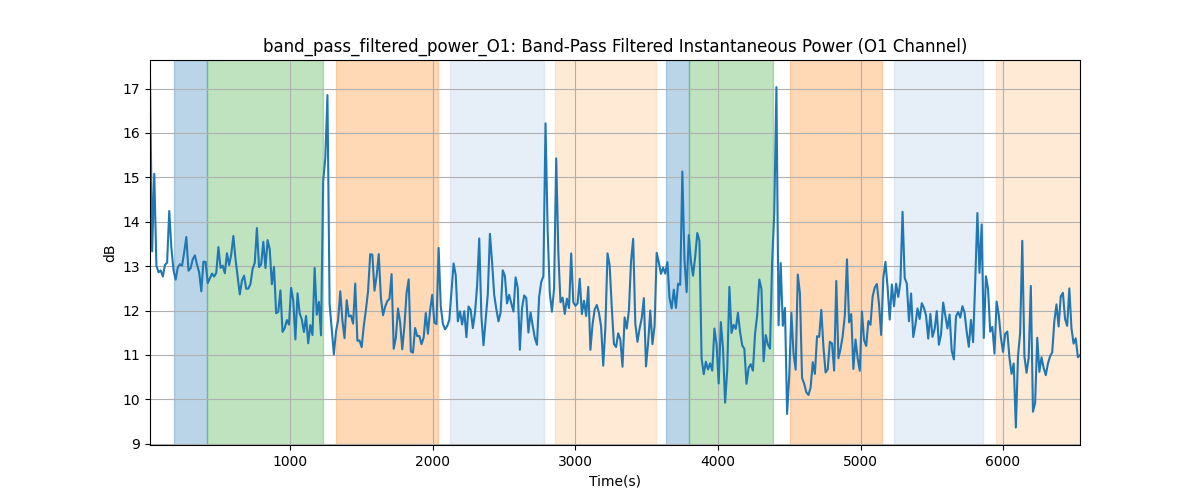 band_pass_filtered_power_O1: Band-Pass Filtered Instantaneous Power (O1 Channel)
17
16
15
14
13
12
11
10
9
dB
1000 2000 3000 4000 5000 6000
Time(s)